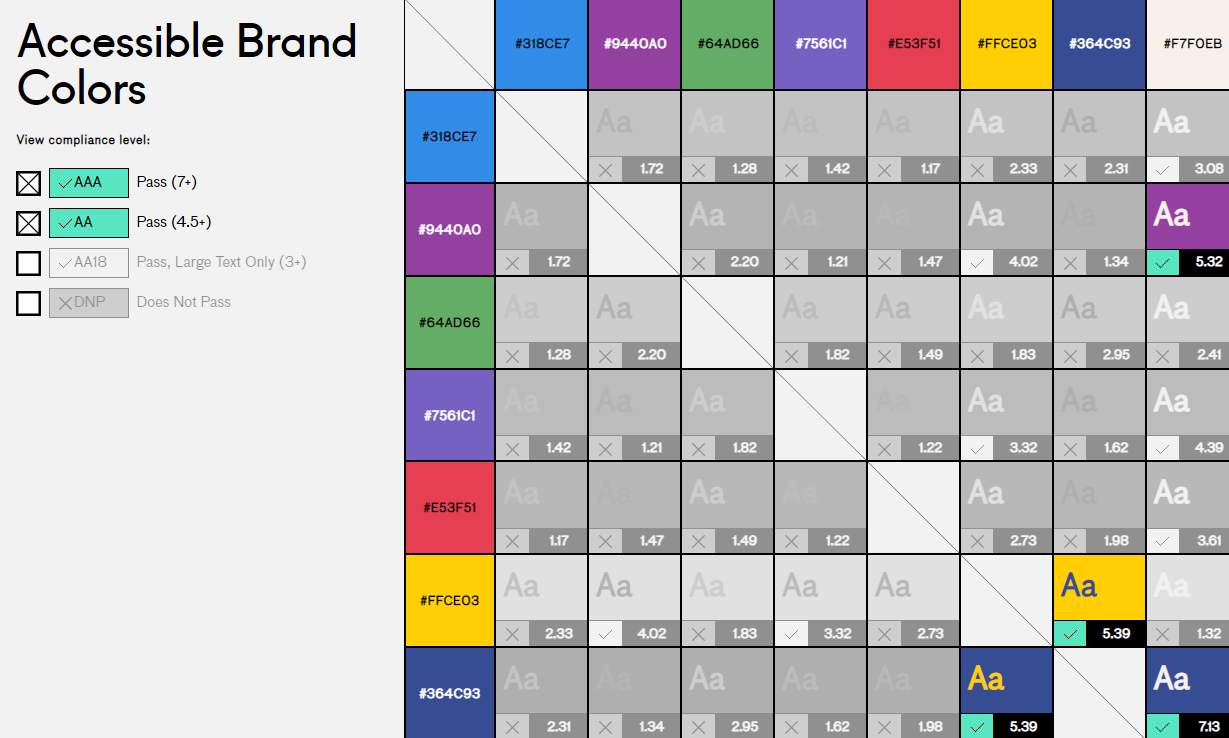 Accessible Brand
Colors
View compliance level:
AAA Pass (7+)
AA Pass (4.5+)
AA18 Pass, Large Text Only (3+)
DNP Does Not Pass
#318CE7 #9440A0 #64AD66 #7561C1 #E53F51 #FFCE03 #364C93 #F7F0EB
#318CE7 Aa Aa Aa Aa Aa Aa Aa
1.72 1.28 1.42 1.17 2.33 2.31 3.08
#9440A0 Aa Aa Aa Aa Aa Aa Aa
1.72 2.20 1.21 1.47 4.02 1.34 5.32
#64AD66 Aa Aa Aa Aa Aa Aa Aa
1.28 2.20 1.82 1.49 1.83 2.95 2.41
#7561C1 Aa Aa Aa Aa Aa Aa Aa
1.42 1.21 1.82 1.22 3.32 1.62 4.39
#E53F51 Aa Aa Aa Aa Aa Aa Aa
1.17 1.47 1.49 1.22 2.73 1.98 3.61
#FFCE03 Aa Aa Aa Aa Aa Aa Aa
2.33 4.02 1.83 3.32 2.73 5.39 1.32
#364C93 Aa Aa Aa Aa Aa Aa Aa
2.31 1.34 2.95 1.62 1.98 5.39 7.13